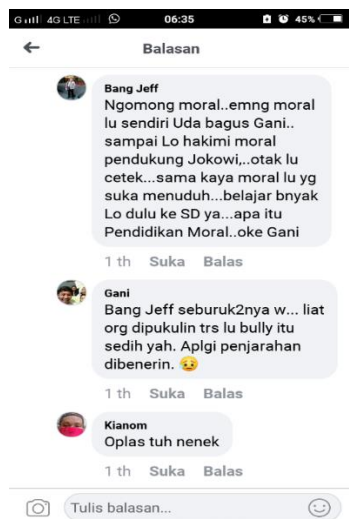 4G LTE 06:35 45%
Balasan
Bang Jeff
Ngomong moral..emng moral
lu sendiri Uda bagus Gani..
sampai Lo hakimi moral
pendukung Jokowi,..otak lu
cetek...sama kaya moral lu yg
suka menuduh...belajar bnyak
Lo dulu ke SD ya...apa itu
Pendidikan Moral..oke Gani
1 th Suka Balas
Gani
Bang Jeff seburuk2nya w... liat
org dipukulin trs lu bully itu
sedih yah. Aplgi penjarahan
dibenerin. 😥
1 th Suka Balas
Kianom
Oplas tuh nenek
1 th Suka Balas
Tulis balasan...